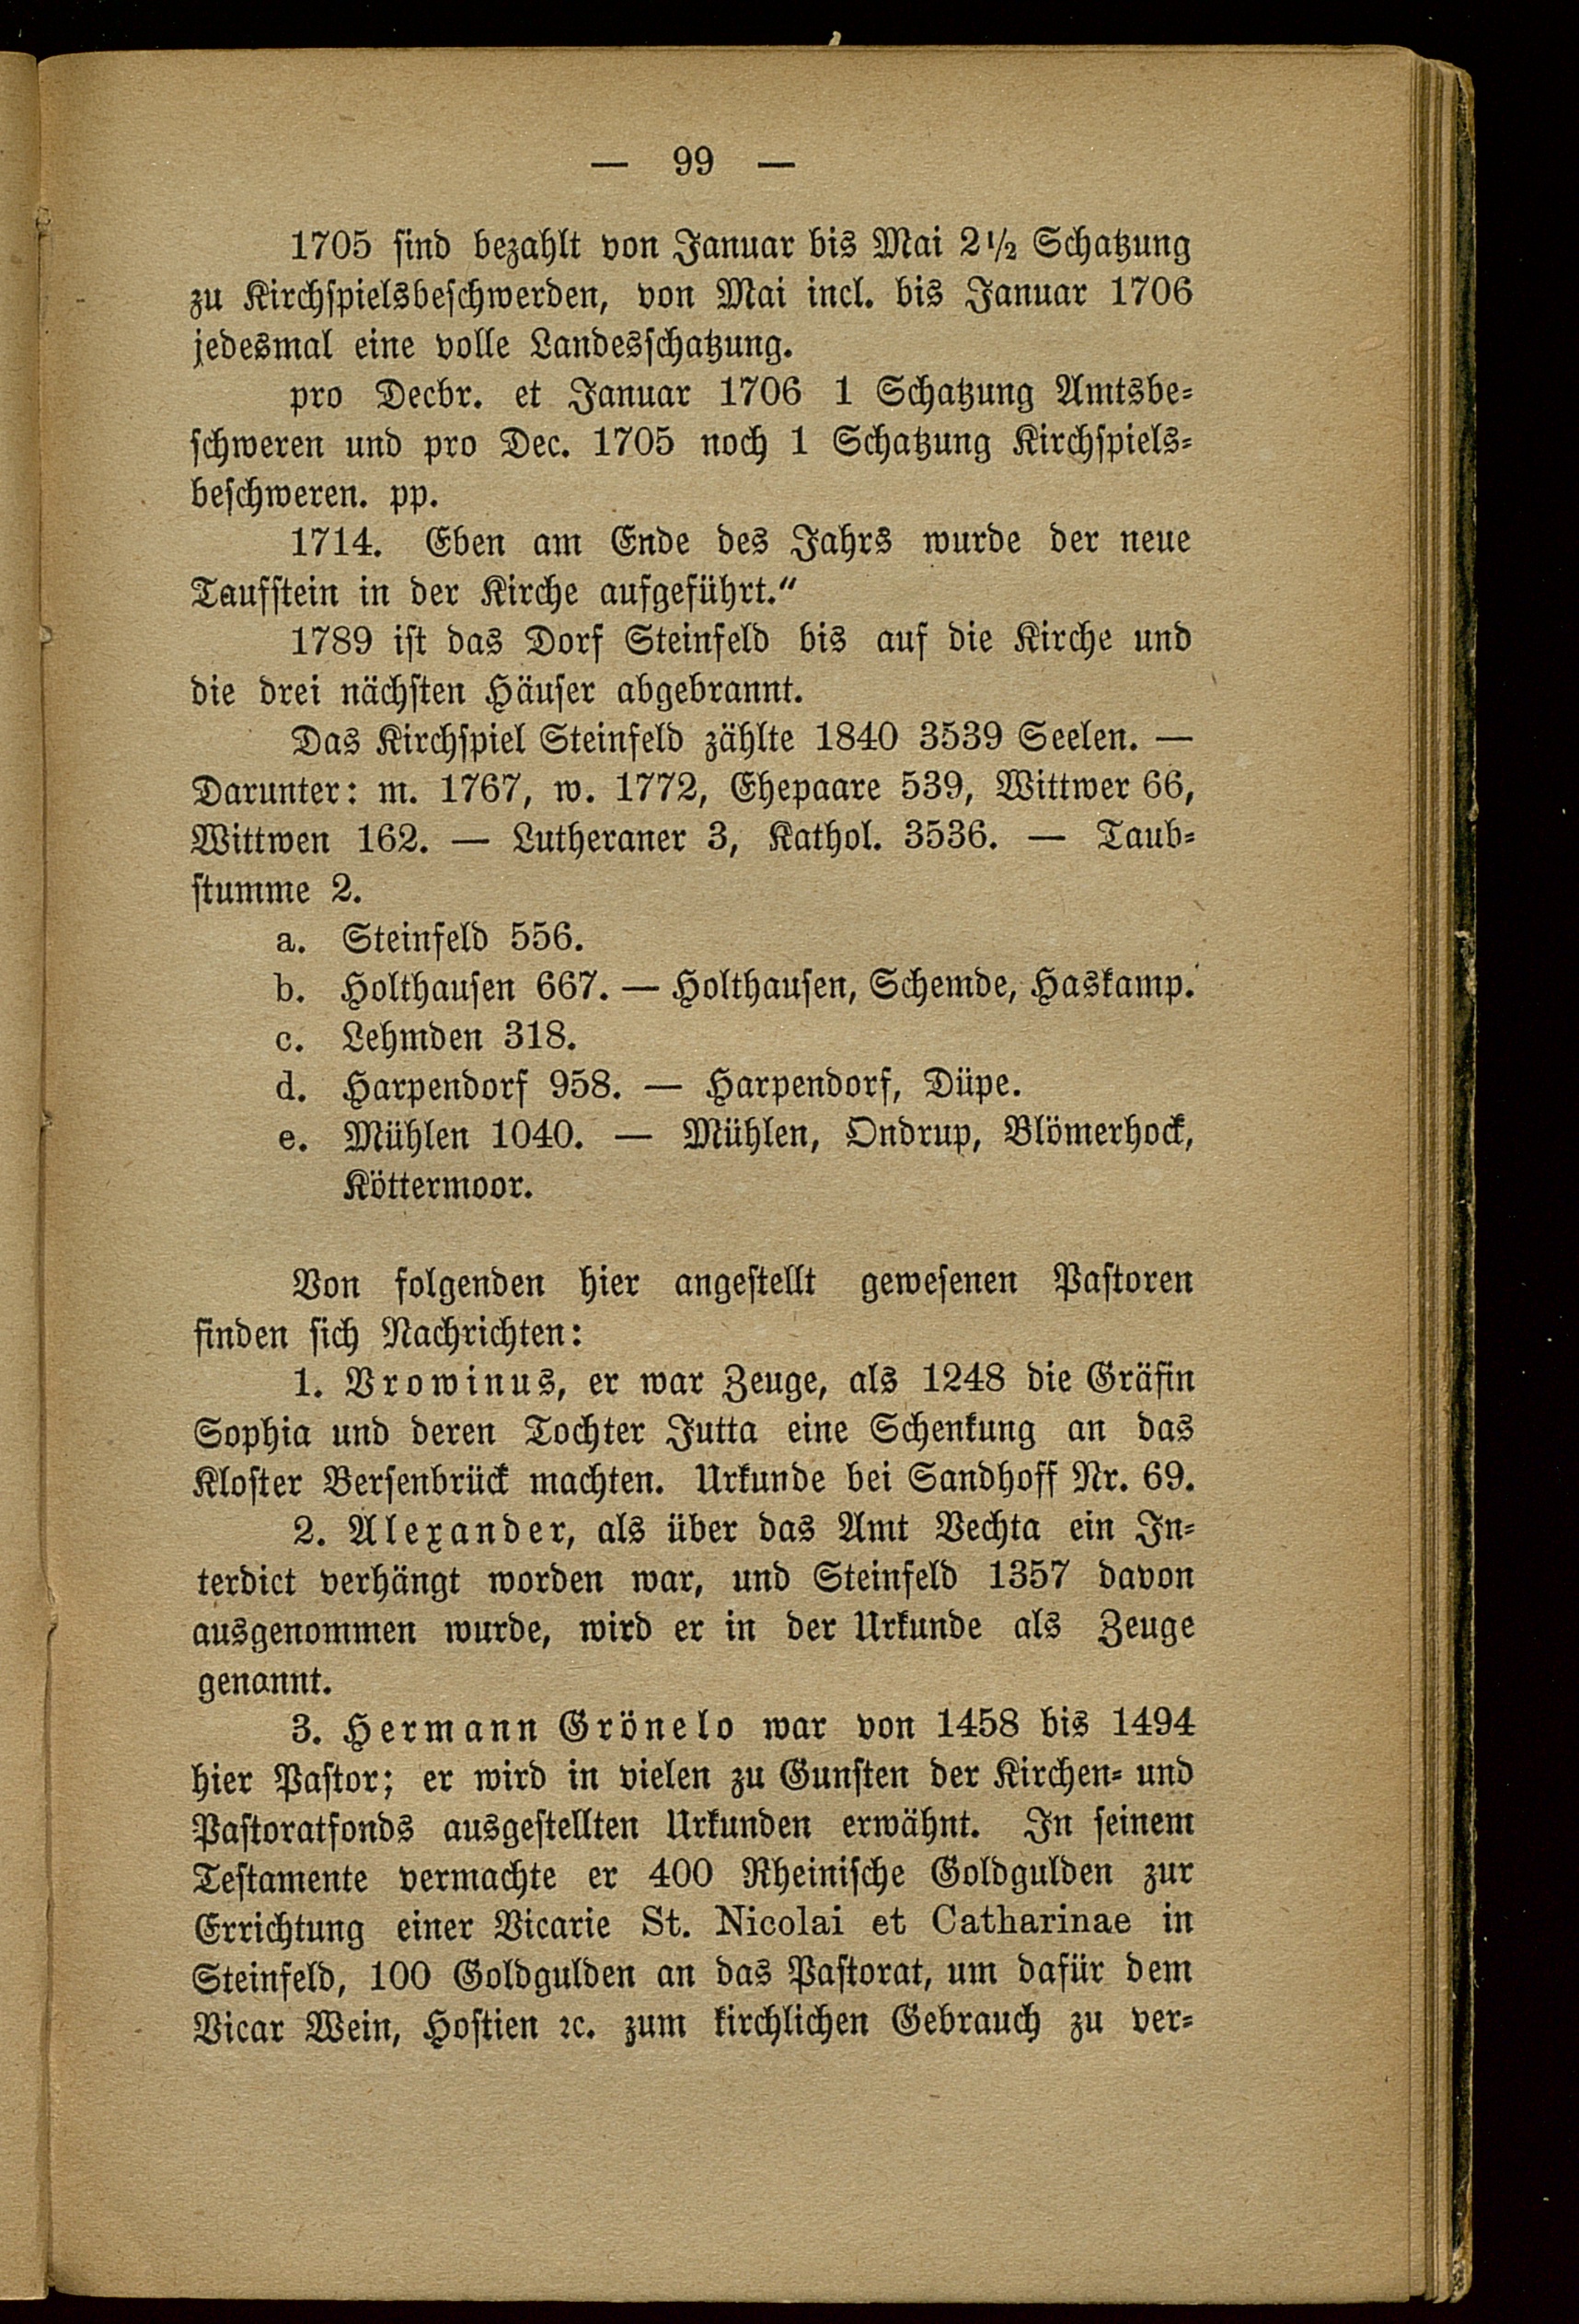 — 99 —
1705 sind bezahlt von Januar bis Mai 2½ Schatzung
zu Kirchspielsbeschwerden, von Mai incl. bis Januar 1706
jedesmal eine volle Landesschatzung.
pro Decbr. et Januar 1706 1 Schatzung Amtsbe-
schweren und pro Dec. 1705 noch 1 Schatzung Kirchspiels-
beschweren. pp.
1714. Eben am Ende des Jahrs wurde der neue
Taufstein in der Kirche aufgeführt.“
1789 ist das Dorf Steinfeld bis auf die Kirche und
die drei nächsten Häuser abgebrannt.
Das Kirchspiel Steinfeld zählte 1840 3539 Seelen. —
Darunter: m. 1767, w. 1772, Ehepaare 539, Wittwer 66,
Wittwen 162. — Lutheraner 3, Kathol. 3536. — Taub-
stumme 2.
a. Steinfeld 556.
b. Holthausen 667. — Holthausen, Schemde, Haskamp.
c. Lehmden 318.
d. Harpendorf 958. — Harpendorf, Düpe.
e. Mühlen 1040. — Mühlen, Ondrup, Blömerhock,
Köttermoor.
Von folgenden hier angestellt gewesenen Pastoren
finden sich Nachrichten:
1. Vrowinus, er war Zeuge, als 1248 die Gräfin
Sophia und deren Tochter Jutta eine Schenkung an das
Kloster Bersenbrück machten. Urkunde bei Sandhoff Nr. 69.
2. Alexander, als über das Amt Vechta ein In-
terdict verhängt worden war, und Steinfeld 1357 davon
ausgenommen wurde, wird er in der Urkunde als Zeuge
genannt.
3. Hermann Grönelo war von 1458 bis 1494
hier Pastor; er wird in vielen zu Gunsten der Kirchen- und
Pastoratfonds ausgestellten Urkunden erwähnt. In seinem
Testamente vermachte er 400 Rheinische Goldgulden zur
Errichtung einer Vicarie St. Nicolai et Catharinae in
Steinfeld, 100 Goldgulden an das Pastorat, um dafür dem
Vicar Wein, Hostien ꝛc. zum kirchlichen Gebrauch zu ver-